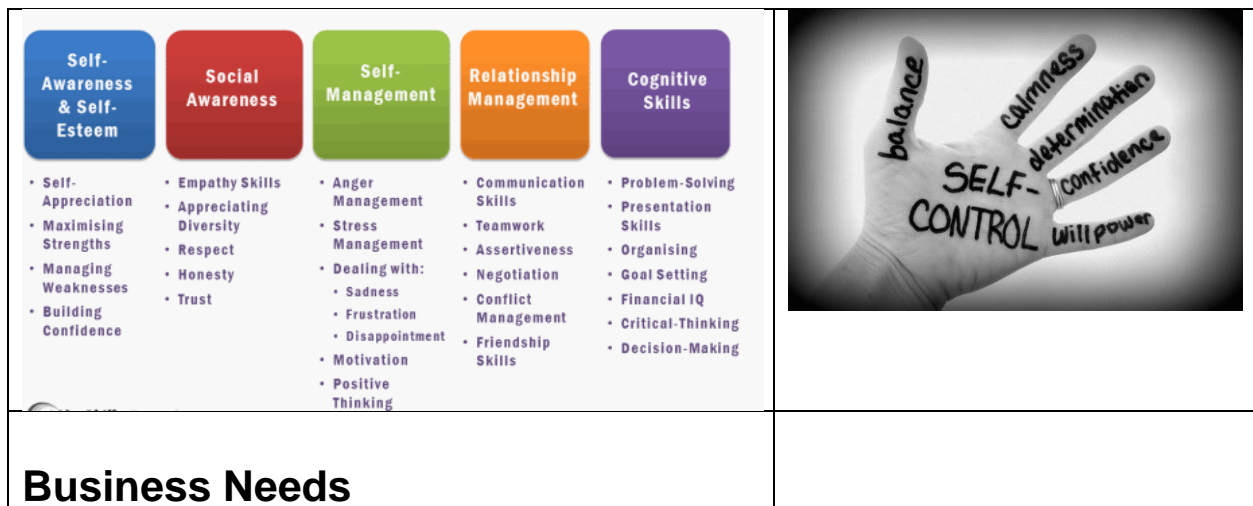 Self-
Awareness
& Self-
Esteem
Social
Awareness
Self-
Management
Relationship
Management
Cognitive
Skills
• Self-
Appreciation
• Maximising
Strengths
• Managing
Weaknesses
• Building
Confidence
• Empathy Skills
• Appreciating
Diversity
• Respect
• Honesty
• Trust
• Anger
Management
• Stress
Management
• Dealing with:
• Sadness
• Frustration
• Disappointment
• Motivation
• Positive
Thinking
• Communication
Skills
• Teamwork
• Assertiveness
• Negotiation
• Conflict
Management
• Friendship
Skills
• Problem-Solving
• Presentation
Skills
• Organising
• Goal Setting
• Financial IQ
• Critical-Thinking
• Decision-Making
balance
calmness
determination
confidence
Willpower
SELF-
CONTROL
Business Needs